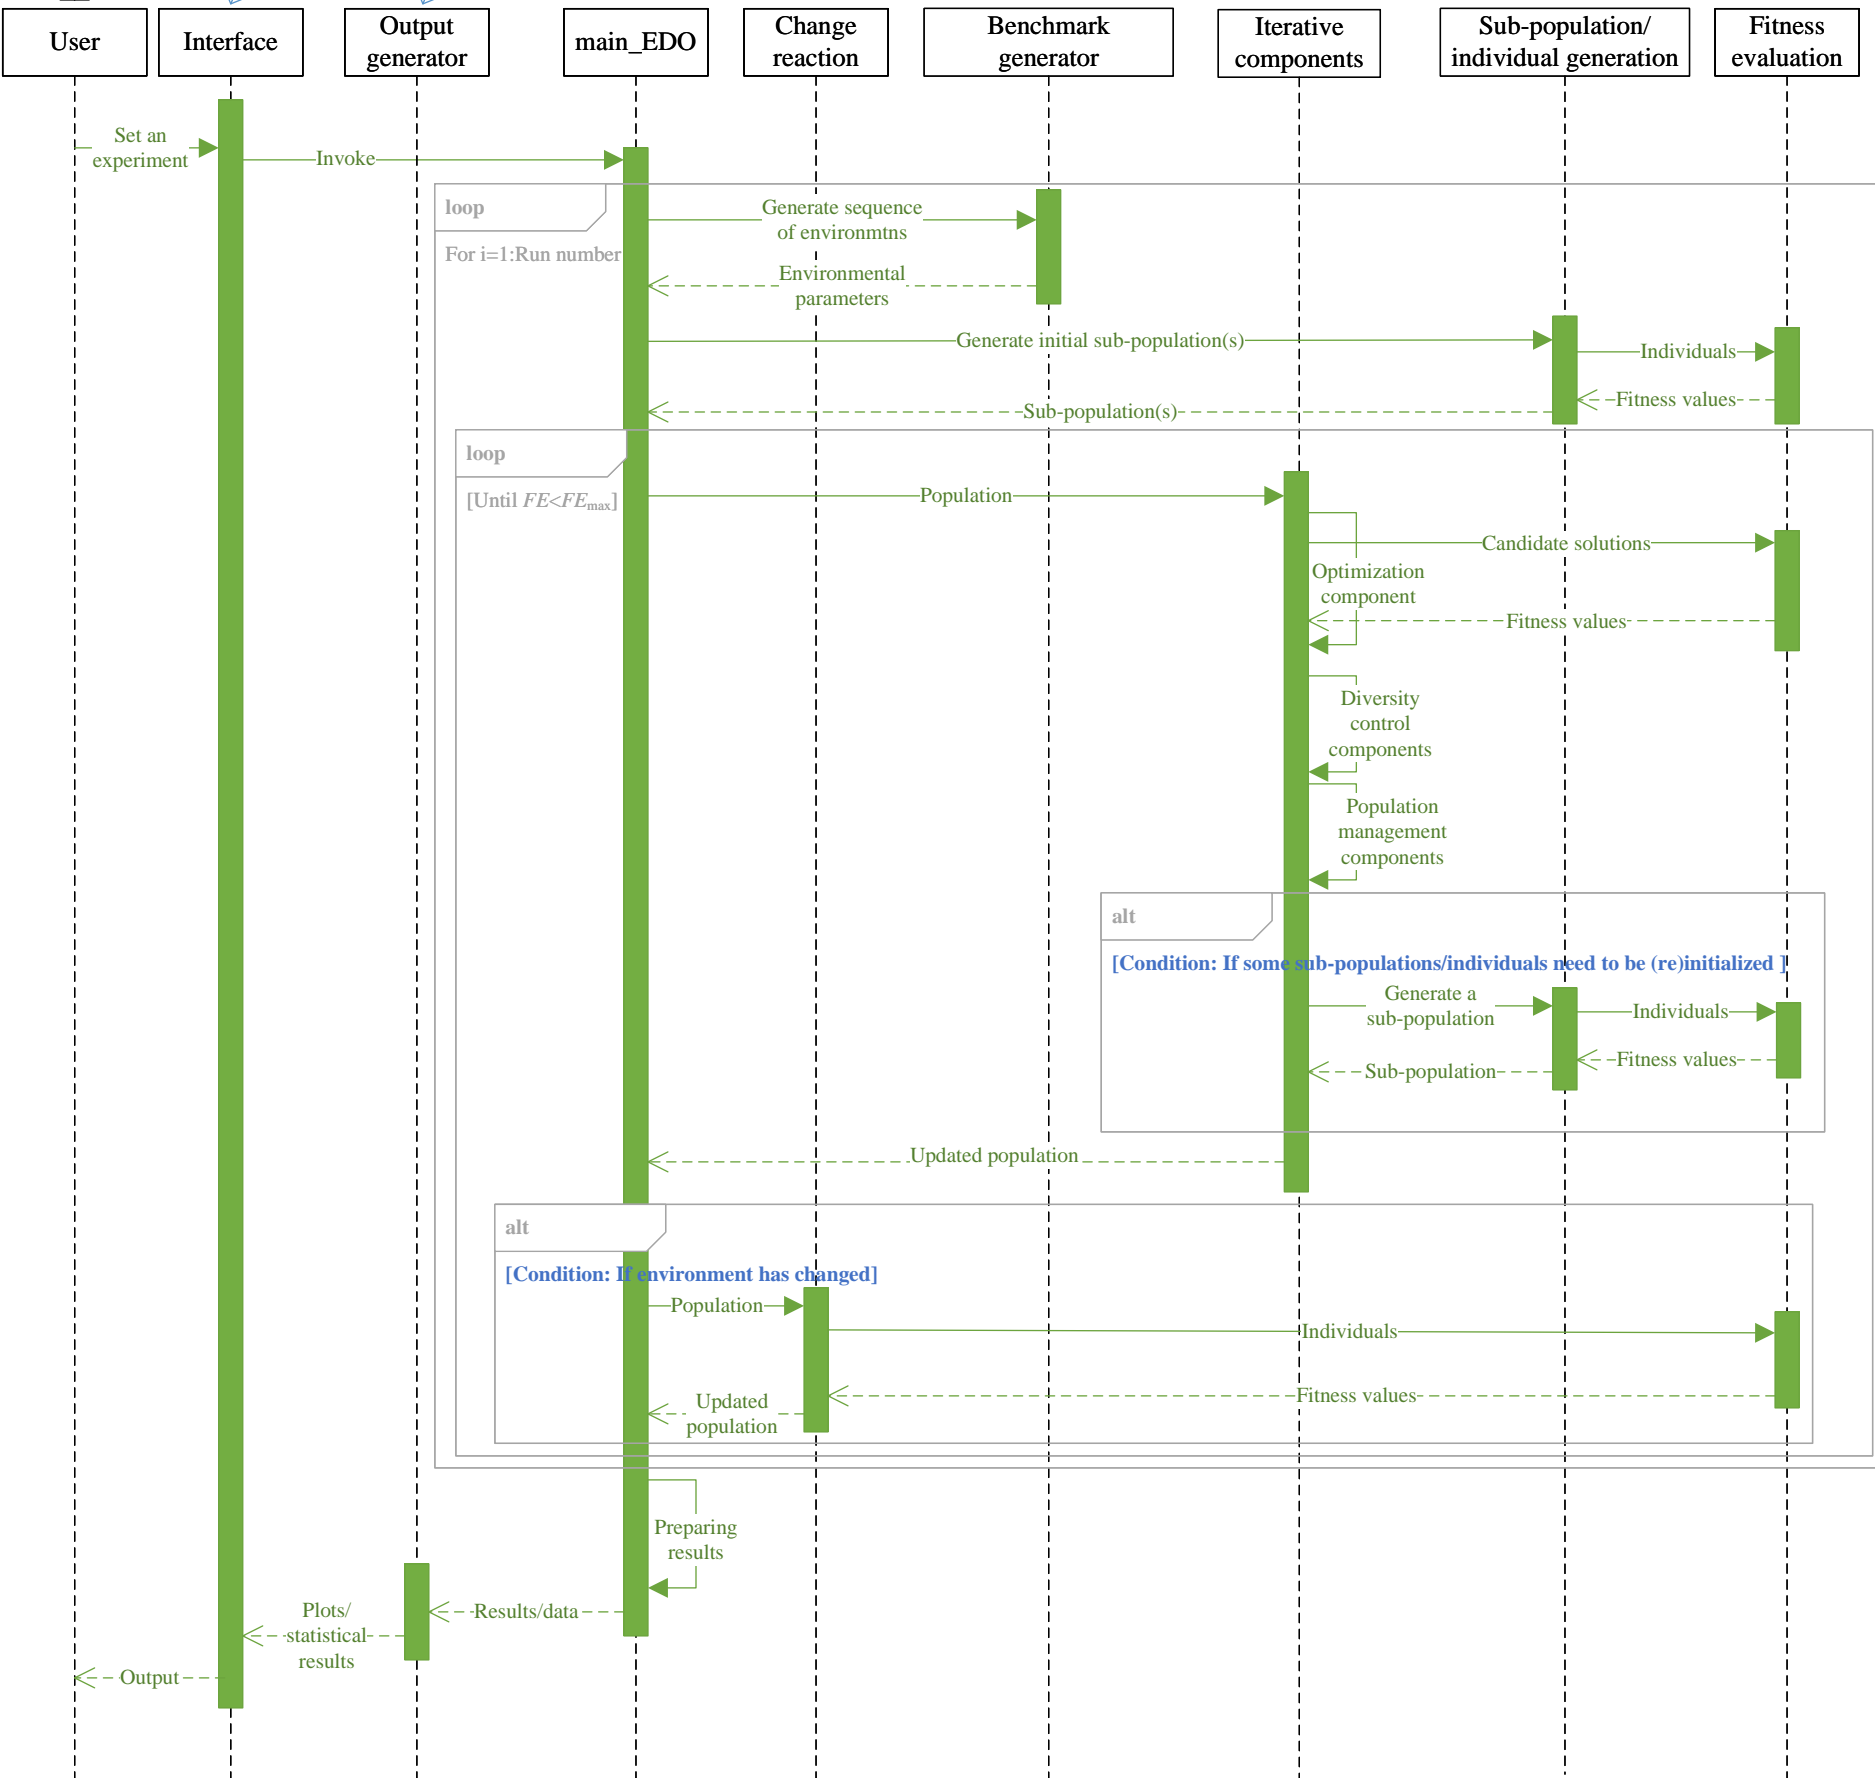 User
Interface
Output
generator
main_EDO
Change
reaction
Benchmark
generator
Iterative
components
Sub-population/
individual generation
Fitness
evaluation
Set an
experiment
Invoke
loop
For i=1:Run number
Generate sequence
of environmtns
Environmental
parameters
Generate initial sub-population(s)
Individuals
Fitness values
Sub-population(s)
loop
[Until FE<FEmax]
Population
Candidate solutions
Optimization
component
Fitness values
Diversity
control
components
Population
management
components
alt
[Condition: If some sub-populations/individuals need to be (re)initialized ]
Generate a
sub-population
Individuals
Fitness values
Sub-population
Updated population
alt
[Condition: If environment has changed]
Population
Individuals
Fitness values
Updated
population
Preparing
results
Results/data
Plots/
statistical
results
Output